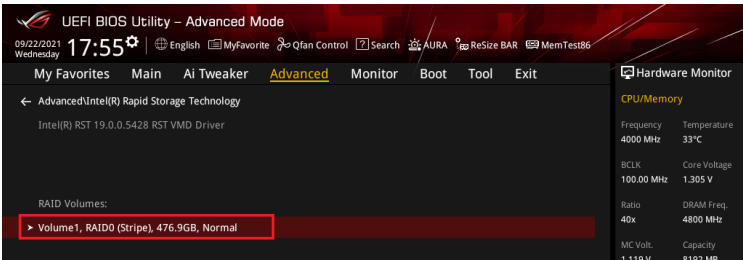 UEFI BIOS Utility – Advanced Mode
09/22/2021 Wednesday 17:55 English MyFavorite Qfan Control ? Search AURA ReSize BAR MemTest86
My Favorites Main Ai Tweaker Advanced Monitor Boot Tool Exit
Hardware Monitor
← Advanced\Intel(R) Rapid Storage Technology
Intel(R) RST 19.0.0.5428 RST VMD Driver
RAID Volumes:
> Volume1, RAID0 (Stripe), 476.9GB, Normal
CPU/Memory
Frequency Temperature
4000 MHz 33°C
BCLK Core Voltage
100.00 MHz 1.305 V
Ratio DRAM Freq.
40x 4800 MHz
MC Volt. Capacity
1.119 V 8192 MB